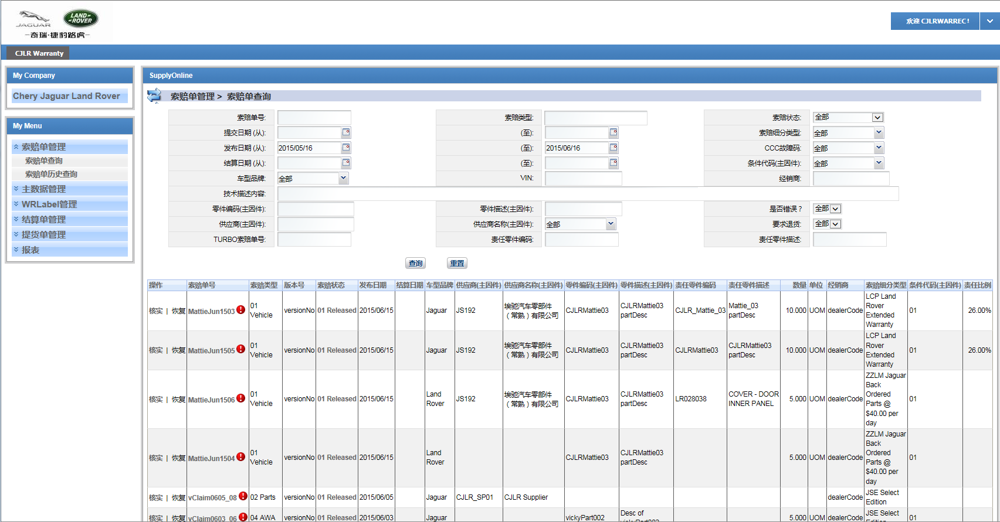 JAGUAR
LAND-
-ROVER
奇瑞·捷豹路虎
欢迎 CJLRWARREC!
CJLR Warranty
My Company
Chery Jaguar Land Rover
My Menu
索赔单管理
索赔单查询
索赔单历史查询
主数据管理
WRLabel管理
结算单管理
提货单管理
报表
SupplyOnline
索赔单管理 > 索赔单查询
索赔单号: 索赔类型: 索赔状态: 全部
提交日期 (从): (至): 索赔细分类型: 全部
发布日期 (从): 2015/05/16 (至): 2015/06/16 CCC故障码: 全部
结算日期 (从): (至): 条件代码(主因件): 全部
车型品牌: 全部 VIN: 经销商:
技术描述内容:
零件编码(主因件): 零件描述(主因件): 是否错误？ 全部
供应商(主因件): 供应商名称(主因件): 全部 要求退货: 全部
TURBO索赔单号: 责任零件编码: 责任零件描述:
查询 重置
操作 索赔单号 索赔类型 版本号 索赔状态 发布日期 结算日期 车型品牌 供应商(主因件) 供应商名称(主因件) 零件编码(主因件) 零件描述(主因件) 责任零件编码 责任零件描述 数量 单位 经销商 索赔细分类型 条件代码(主因件) 责任比例
核实 | 恢复 MattieJun1503 01 Vehicle versionNo 01 Released 2015/06/15 Jaguar JS192 埃驰汽车零部件（常熟）有限公司 CJLRMattie03 CJLRMattie03 partDesc CJLR_Mattie_03 Mattie_03 partDesc 10.000 UOM dealerCode LCP Land Rover Extended Warranty 01 26.00%
核实 | 恢复 MattieJun1505 01 Vehicle versionNo 01 Released 2015/06/15 Jaguar JS192 埃驰汽车零部件（常熟）有限公司 CJLRMattie03 CJLRMattie03 partDesc CJLRMattie03 CJLRMattie03 partDesc 10.000 UOM dealerCode LCP Land Rover Extended Warranty 01 26.00%
核实 | 恢复 MattieJun1506 01 Vehicle versionNo 01 Released 2015/06/15 Land Rover JS192 埃驰汽车零部件（常熟）有限公司 CJLRMattie03 CJLRMattie03 partDesc LR028038 COVER - DOOR INNER PANEL 5.000 UOM dealerCode ZZLM Jaguar Back Ordered Parts @ $40.00 per day 01
核实 | 恢复 MattieJun1504 01 Vehicle versionNo 01 Released 2015/06/15 Land Rover CJLRMattie03 CJLRMattie03 partDesc 5.000 UOM dealerCode ZZLM Jaguar Back Ordered Parts @ $40.00 per day 01
核实 | 恢复 vClaim0605_08 02 Parts versionNo 01 Released 2015/06/05 Jaguar CJLR_SP01 CJLR Supplier dealerCode JSE Select Edition
核实 | 恢复 vClaim0603_06 04 AWA versionNo 01 Released 2015/06/03 Jaguar vickyPart002 Desc of 5.000 UOM dealerCode JSE Select 01